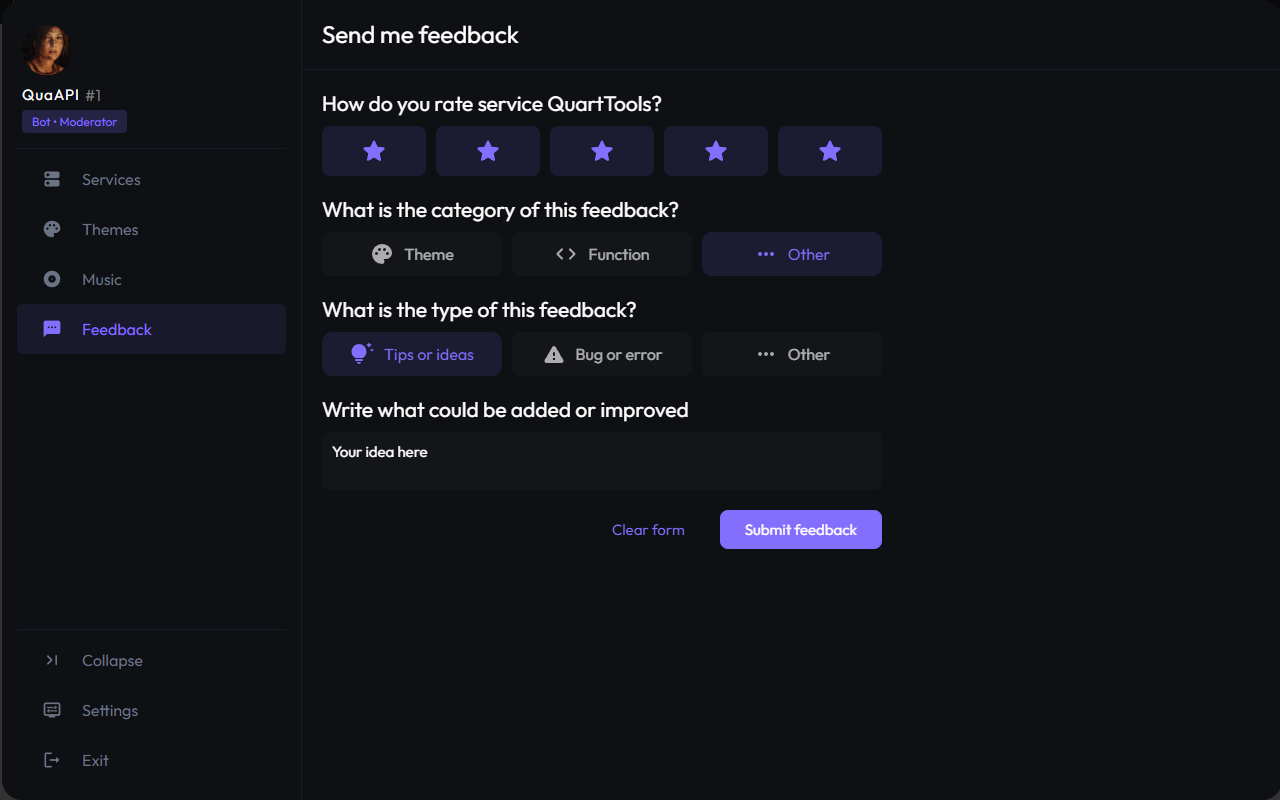 QuaAPI #1
Bot • Moderator
Services
Themes
Music
Feedback
Collapse
Settings
Exit
Send me feedback
How do you rate service QuartTools?
What is the category of this feedback?
Theme
Function
Other
What is the type of this feedback?
Tips or ideas
Bug or error
Other
Write what could be added or improved
Your idea here
Clear form
Submit feedback